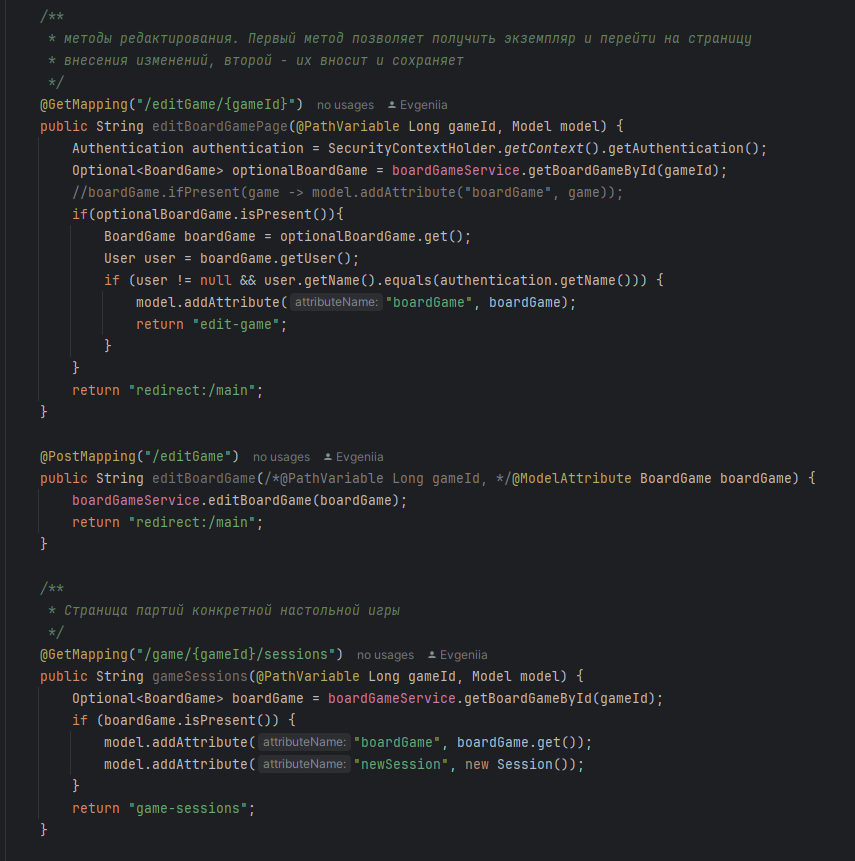 /**
 * методы редактирования. Первый метод позволяет получить экземпляр и перейти на страницу
 * внесения изменений, второй - их вносит и сохраняет
 */
@GetMapping("/editGame/{gameId}") no usages Evgeniia
public String editBoardGamePage(@PathVariable Long gameId, Model model) {
    Authentication authentication = SecurityContextHolder.getContext().getAuthentication();
    Optional<BoardGame> optionalBoardGame = boardGameService.getBoardGameById(gameId);
    //boardGame.ifPresent(game -> model.addAttribute("boardGame", game));
    if(optionalBoardGame.isPresent()){
        BoardGame boardGame = optionalBoardGame.get();
        User user = boardGame.getUser();
        if (user != null && user.getName().equals(authentication.getName())) {
            model.addAttribute( attributeName: "boardGame", boardGame);
            return "edit-game";
        }
    }
    return "redirect:/main";
}
@PostMapping("/editGame") no usages Evgeniia
public String editBoardGame(/*@PathVariable Long gameId, */@ModelAttribute BoardGame boardGame) {
    boardGameService.editBoardGame(boardGame);
    return "redirect:/main";
}
/**
 * Страница партий конкретной настольной игры
 */
@GetMapping("/game/{gameId}/sessions") no usages Evgeniia
public String gameSessions(@PathVariable Long gameId, Model model) {
    Optional<BoardGame> boardGame = boardGameService.getBoardGameById(gameId);
    if (boardGame.isPresent()) {
        model.addAttribute( attributeName: "boardGame", boardGame.get());
        model.addAttribute( attributeName: "newSession", new Session());
    }
    return "game-sessions";
}